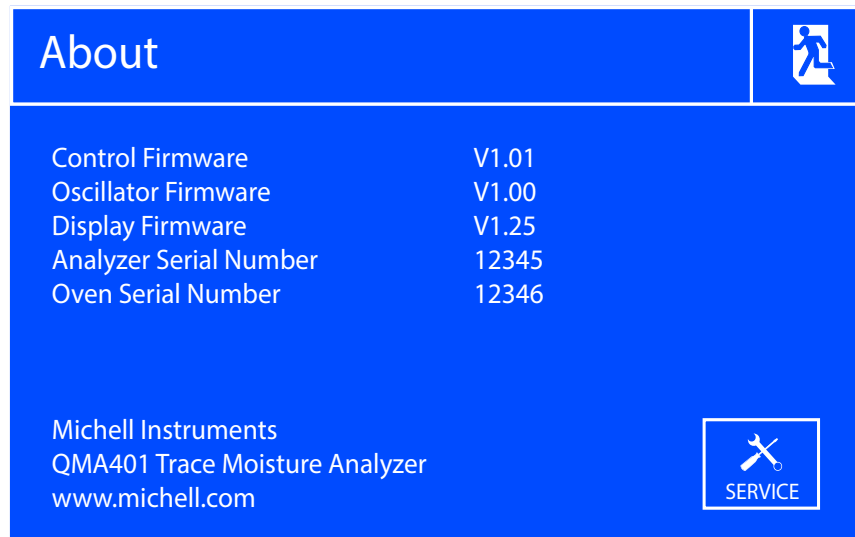 About
Control Firmware V1.01
Oscillator Firmware V1.00
Display Firmware V1.25
Analyzer Serial Number 12345
Oven Serial Number 12346
Michell Instruments
QMA401 Trace Moisture Analyzer
www.michell.com
SERVICE